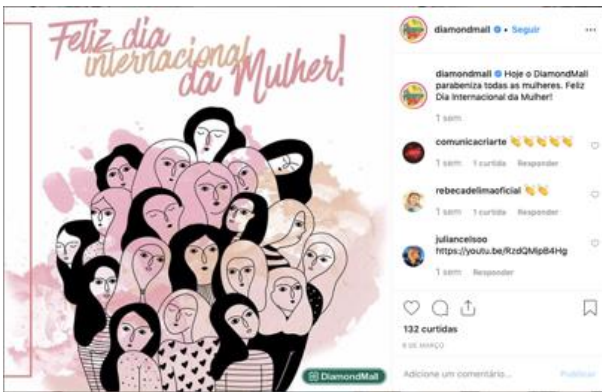 Feliz dia
internacional
da Mulher!
DiamondMall
diamondmall • Seguir
diamondmall Hoje o DiamondMall
parabeniza todas as mulheres. Feliz
Dia Internacional da Mulher!
1 sem
comunicacriarte 👏👏👏👏👏
1 sem 1 curtida Responder
rebecadelimaoficial 👏👏
1 sem 1 curtida Responder
juliancelsoo
https://youtu.be/RzdQMipB4Hg
1 sem Responder
132 curtidas
8 DE MARÇO
Adicione um comentário... Publicar